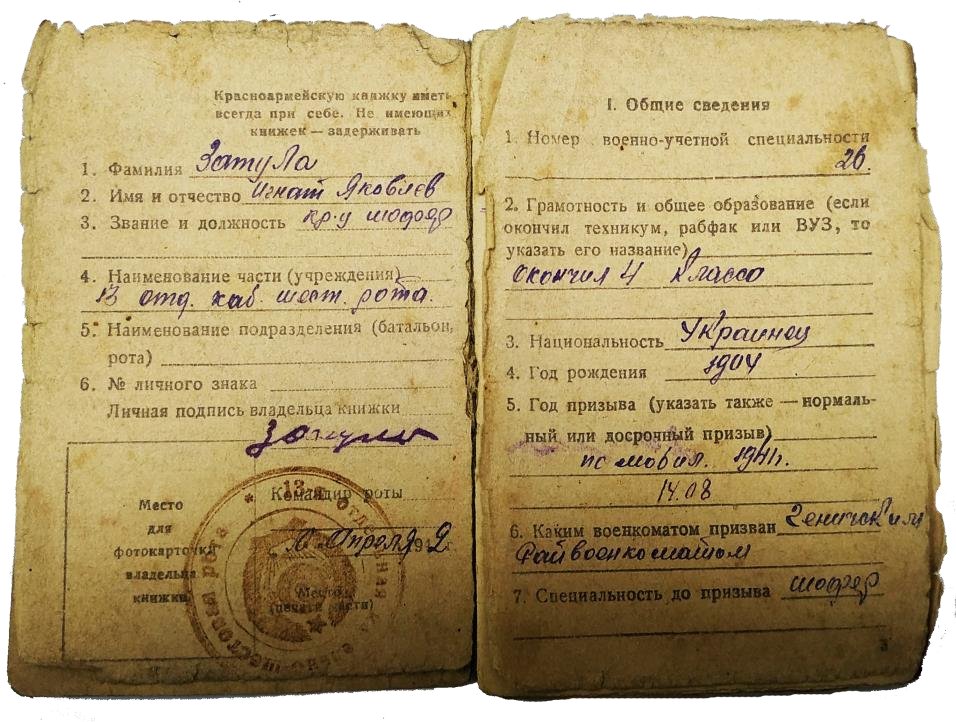 Красноармейскую книжку иметь
всегда при себе. Не имеющих
книжек — задерживать
1. Фамилия Затула
2. Имя и отчество Игнат Яковлев
3. Звание и должность кр-ц шофер
4. Наименование части (учреждения)
13 отд. каб. шест. рота.
5. Наименование подразделения (батальон,
рота)
6. № личного знака
Личная подпись владельца книжки
Затула
Место
для
фотокарточки
владельца
книжки
Командир роты
Апреля 2
Место
(печати части)
13-я Отдельная кабельно-шестовая рота
I. Общие сведения
1. Номер военно-учетной специальности
26.
2. Грамотность и общее образование (если
окончил техникум, рабфак или ВУЗ, то
указать его название)
окончил 4 класса
3. Национальность Украинец
4. Год рождения 1904
5. Год призыва (указать также — нормаль-
ный или досрочный призыв)
по мобил. 1941г.
14.08
6. Каким военкоматом призван Геническим
Райвоенкоматом
7. Специальность до призыва шофер
3